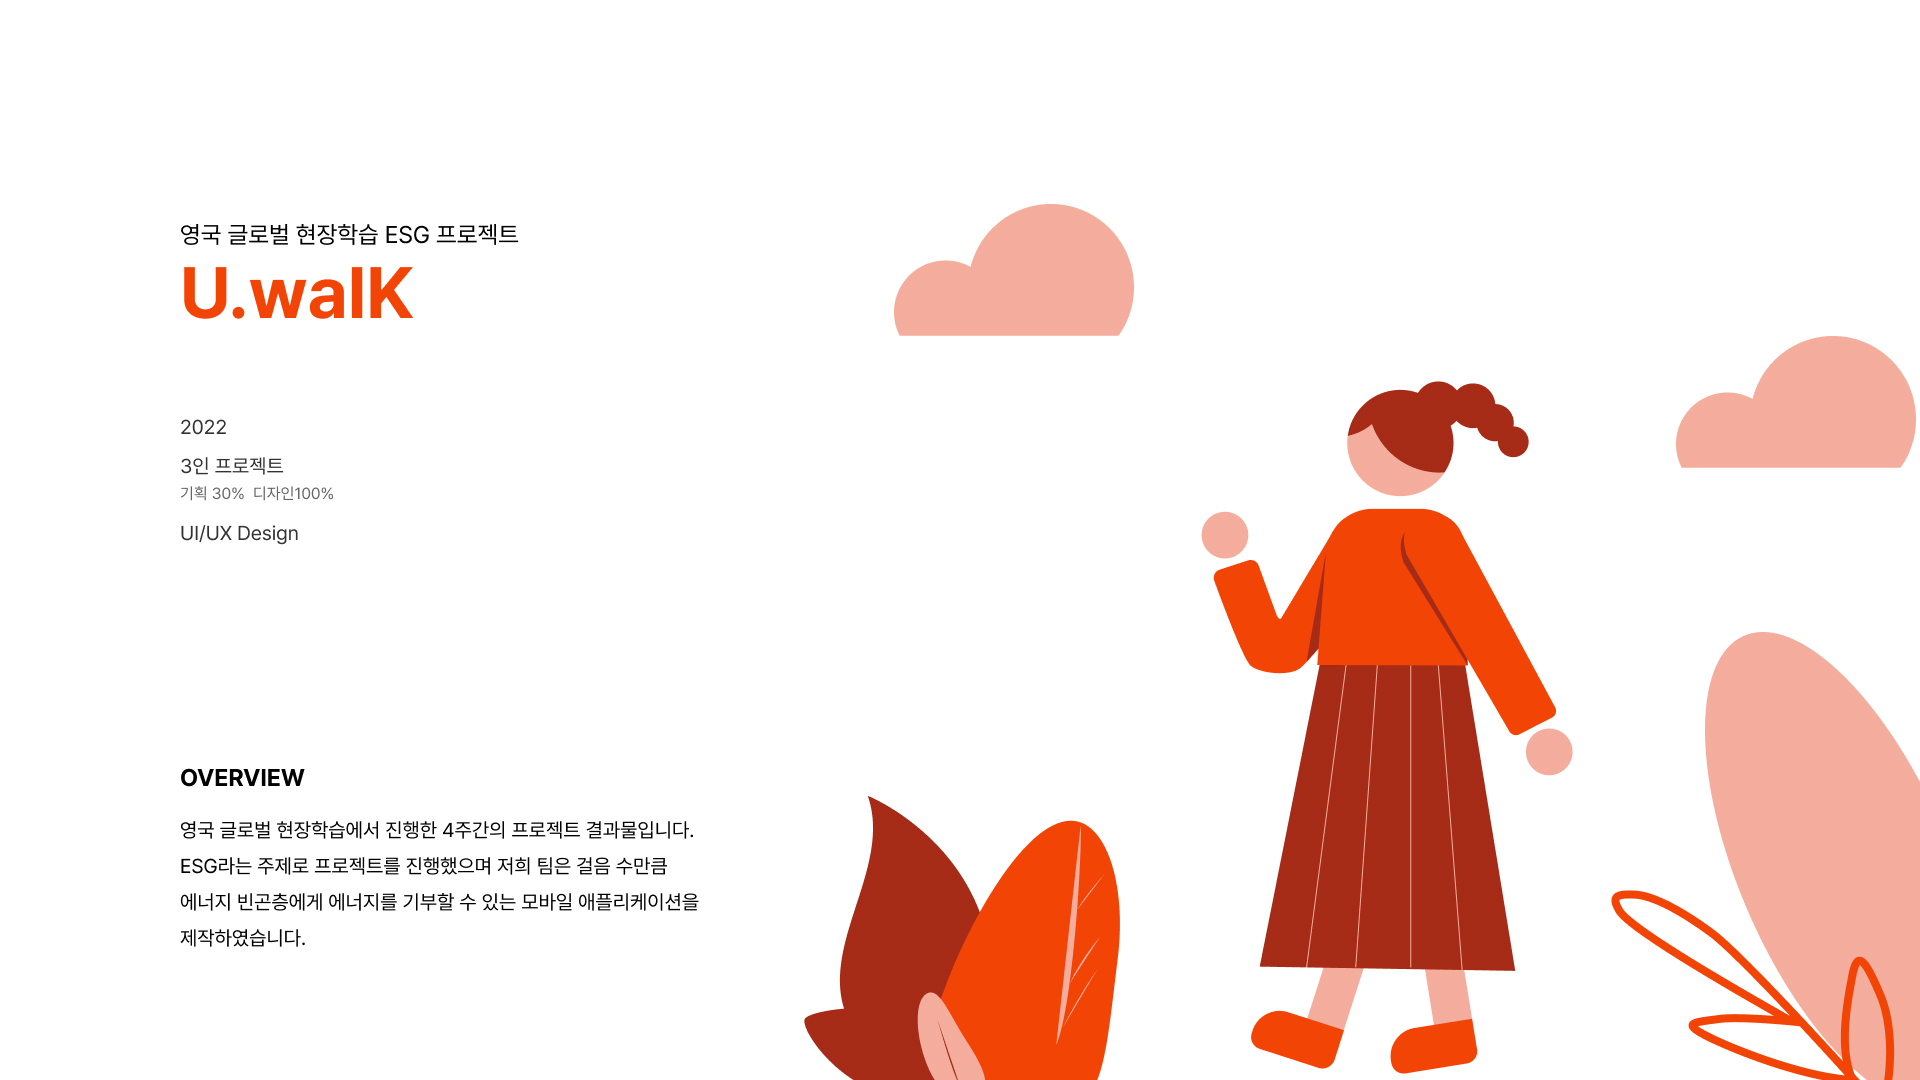 영국 글로벌 현장학습 ESG 프로젝트
U.walK
2022
3인 프로젝트
기획 30% 디자인100%
UI/UX Design
OVERVIEW
영국 글로벌 현장학습에서 진행한 4주간의 프로젝트 결과물입니다.
ESG라는 주제로 프로젝트를 진행했으며 저희 팀은 걸음 수만큼
에너지 빈곤층에게 에너지를 기부할 수 있는 모바일 애플리케이션을
제작하였습니다.